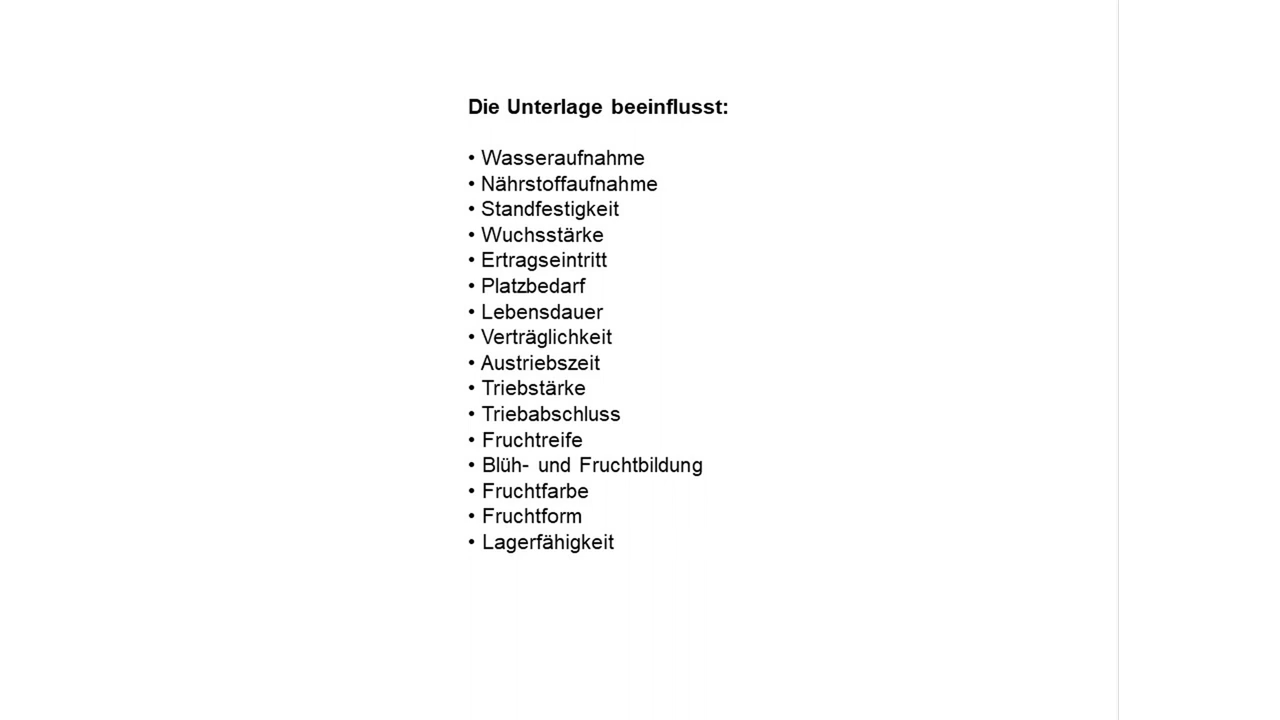 Die Unterlage beeinflusst:
• Wasseraufnahme
• Nährstoffaufnahme
• Standfestigkeit
• Wuchsstärke
• Ertragseintritt
• Platzbedarf
• Lebensdauer
• Verträglichkeit
• Austriebszeit
• Triebstärke
• Triebabschluss
• Fruchtreife
• Blüh- und Fruchtbildung
• Fruchtfarbe
• Fruchtform
• Lagerfähigkeit